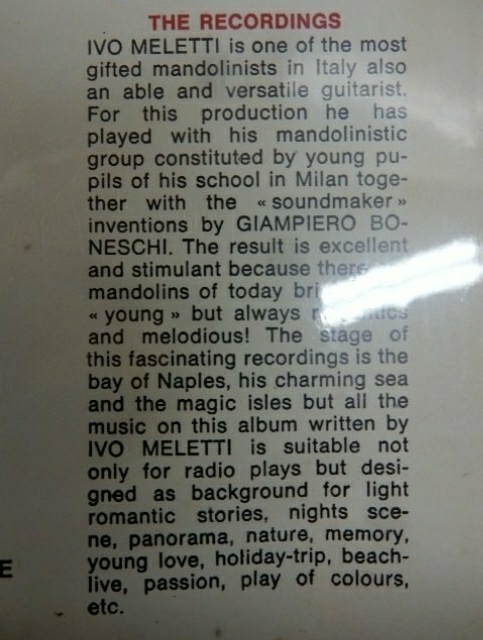 THE RECORDINGS
IVO MELETTI is one of the most
gifted mandolinists in Italy also
an able and versatile guitarist.
For this production he has
played with his mandolinistic
group constituted by young pu-
pils of his school in Milan toge-
ther with the « soundmaker »
inventions by GIAMPIERO BO-
NESCHI. The result is excellent
and stimulant because
mandolins of today
« young » but always
and melodious! The stage of
this fascinating recordings is the
bay of Naples, his charming sea
and the magic isles but all the
music on this album written by
IVO MELETTI is suitable not
only for radio plays but desi-
gned as background for light
romantic stories, nights sce-
ne, panorama, nature, memory,
young love, holiday-trip, beach-
live, passion, play of colours,
etc.
E